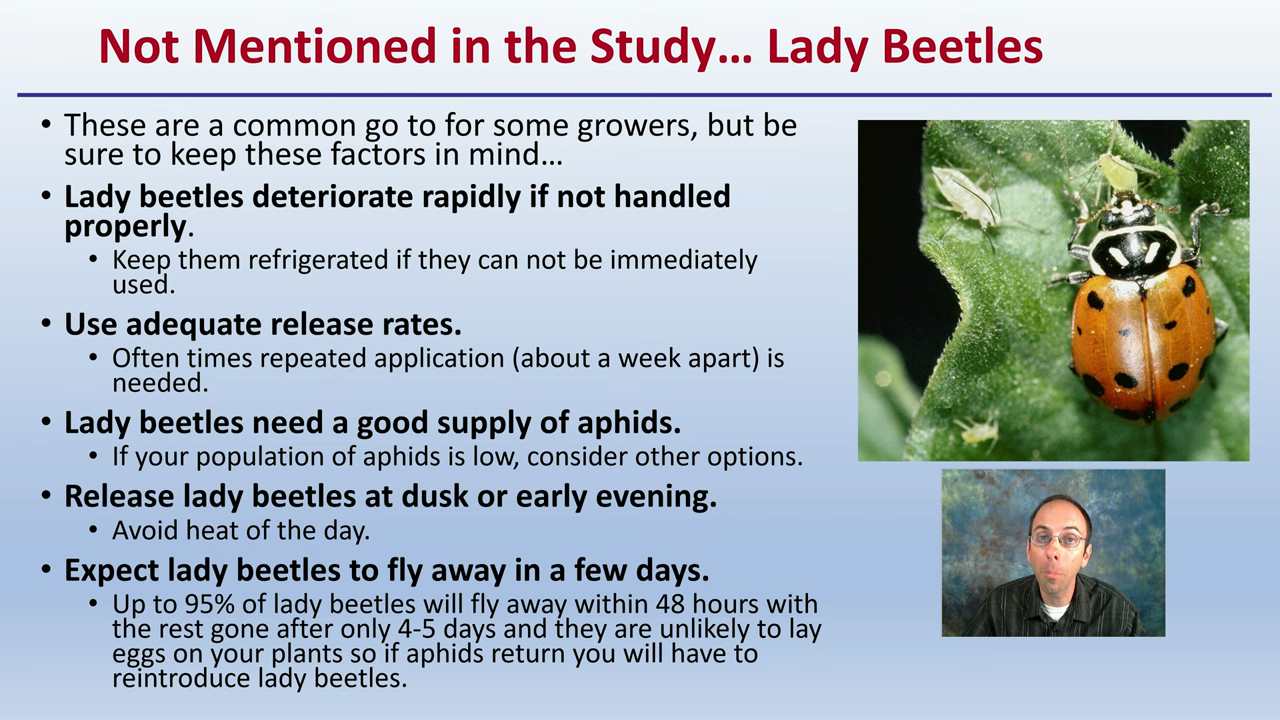 Not Mentioned in the Study… Lady Beetles
• These are a common go to for some growers, but be
sure to keep these factors in mind…
• Lady beetles deteriorate rapidly if not handled
properly.
• Keep them refrigerated if they can not be immediately
used.
• Use adequate release rates.
• Often times repeated application (about a week apart) is
needed.
• Lady beetles need a good supply of aphids.
• If your population of aphids is low, consider other options.
• Release lady beetles at dusk or early evening.
• Avoid heat of the day.
• Expect lady beetles to fly away in a few days.
• Up to 95% of lady beetles will fly away within 48 hours with
the rest gone after only 4-5 days and they are unlikely to lay
eggs on your plants so if aphids return you will have to
reintroduce lady beetles.